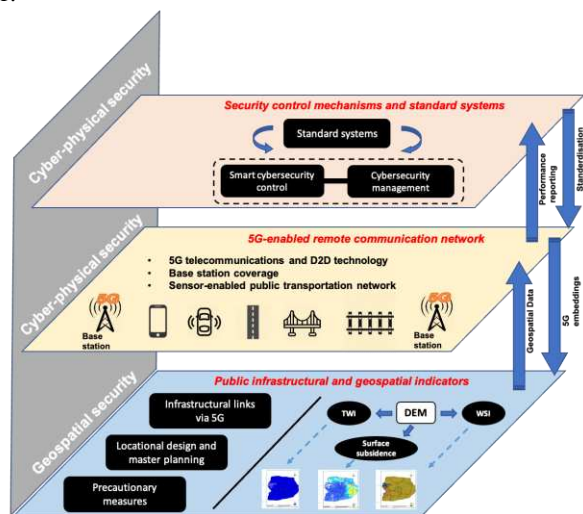 Cyber-physical security
Security control mechanisms and standard systems
Standard systems
Smart cybersecurity
control
Cybersecurity
management
Performance
reporting
Standerdisation
Cyber-physical security
5G-enabled remote communication network
• 5G telecommunications and D2D technology
• Base station coverage
• Sensor-enabled public transportation network
5G
Base
station
5G
Base
station
Geospatial Data
5G
embeddings
Geospatial security
Public infrastructural and geospatial indicators
Infrastructural links
via 5G
Locational design and
master planning
Precautionary
measures
TWI
DEM
WSI
Surface
subsidence